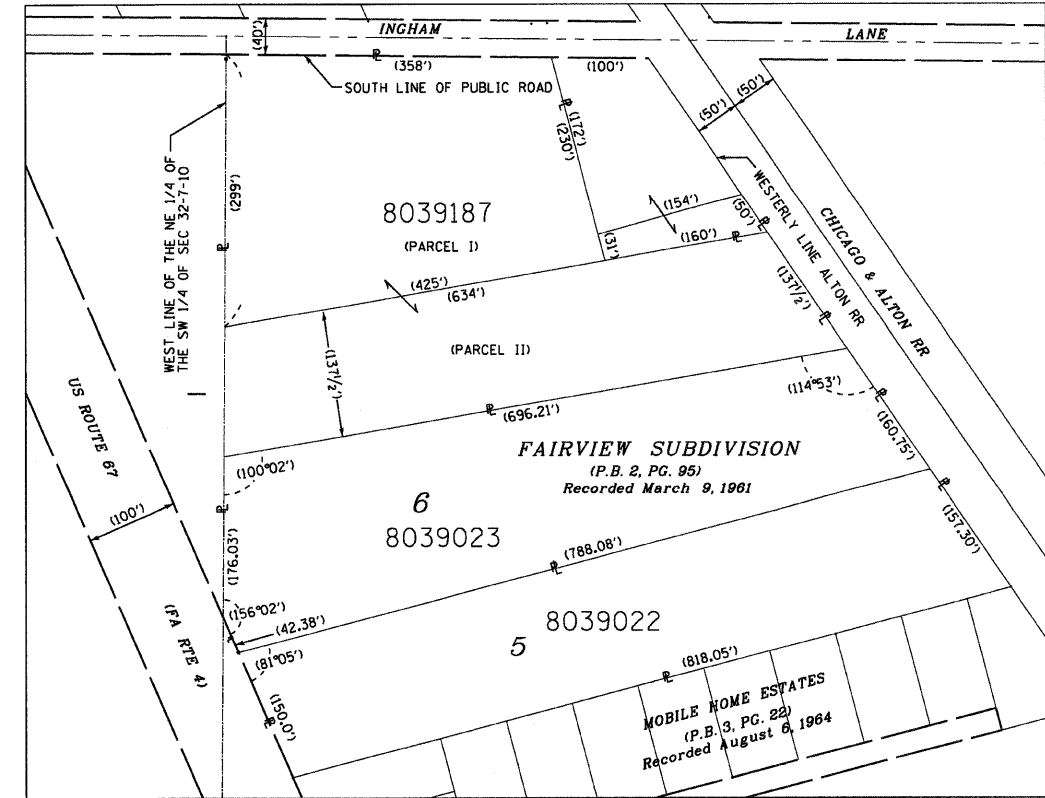 INGHAM
LANE
(40')
(358')
(100')
SOUTH LINE OF PUBLIC ROAD
(50')
(50')
WEST LINE OF THE NE 1/4 OF
THE SW 1/4 OF SEC 32-7-10
(299')
(172')
(230')
8039187
(PARCEL I)
(154')
(50')
(31')
(160')
WESTERLY LINE ALTON RR
CHICAGO & ALTON RR
(425')
(634')
(137 1/2')
(PARCEL II)
(137 1/2')
(114°53')
(696.21')
US ROUTE 67
(100')
(FA RTE 4)
FAIRVIEW SUBDIVISION
(P.B. 2, PG. 95)
Recorded March 9, 1961
(160.75')
(100°02')
6
8039023
(788.08')
(157.30')
(176.03')
(156°02')
(42.38')
(81°05')
5
8039022
(818.05')
(150.0')
MOBILE HOME ESTATES
(P.B. 3, PG. 22)
Recorded August 6, 1964